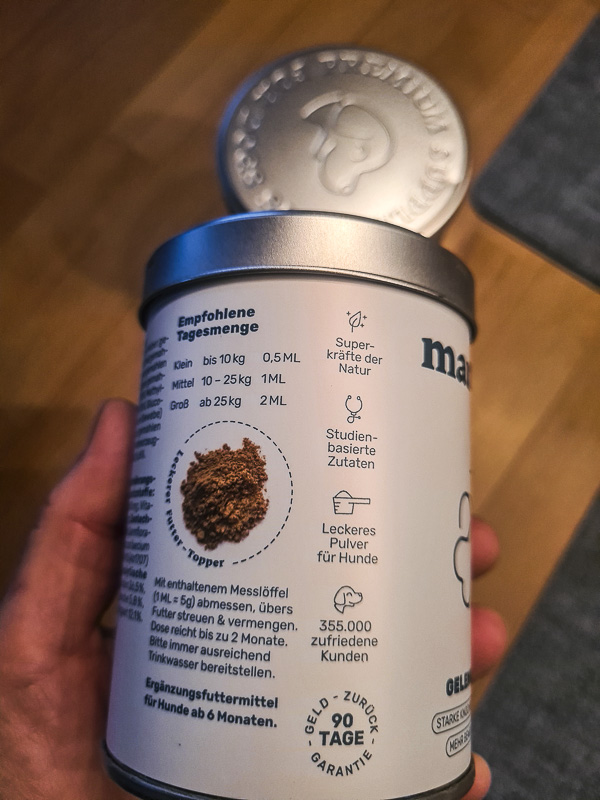 Empfohlene
Tagesmenge
Klein bis 10 kg 0,5 ML
Mittel 10 – 25 kg 1 ML
Groß ab 25 kg 2 ML
Leckerer Futter-Topper
Mit enthaltenem Messlöffel
(1 ML = 5g) abmessen, übers
Futter streuen & vermengen.
Dose reicht bis zu 2 Monate.
Bitte immer ausreichend
Trinkwasser bereitstellen.
Ergänzungsfuttermittel
für Hunde ab 6 Monaten.
Super-
kräfte der
Natur
Studien-
basierte
Zutaten
Leckeres
Pulver
für Hunde
355.000
zufriedene
Kunden
GELD - ZURÜCK -
90
TAGE
GARANTIE
STARKE
MEHR